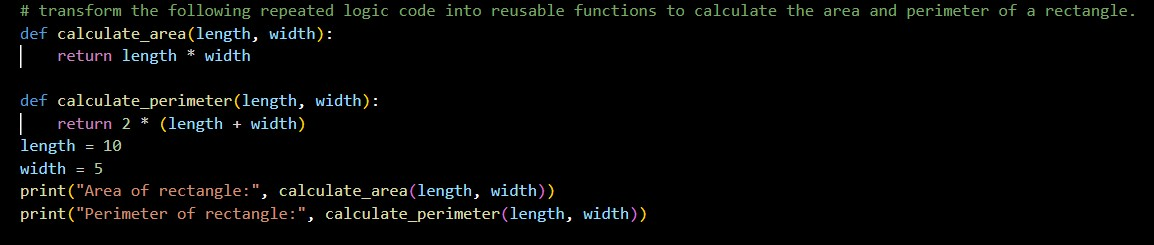 # transform the following repeated logic code into reusable functions to calculate the area and perimeter of a rectangle.
def calculate_area(length, width):
    return length * width

def calculate_perimeter(length, width):
    return 2 * (length + width)
length = 10
width = 5
print("Area of rectangle:", calculate_area(length, width))
print("Perimeter of rectangle:", calculate_perimeter(length, width))